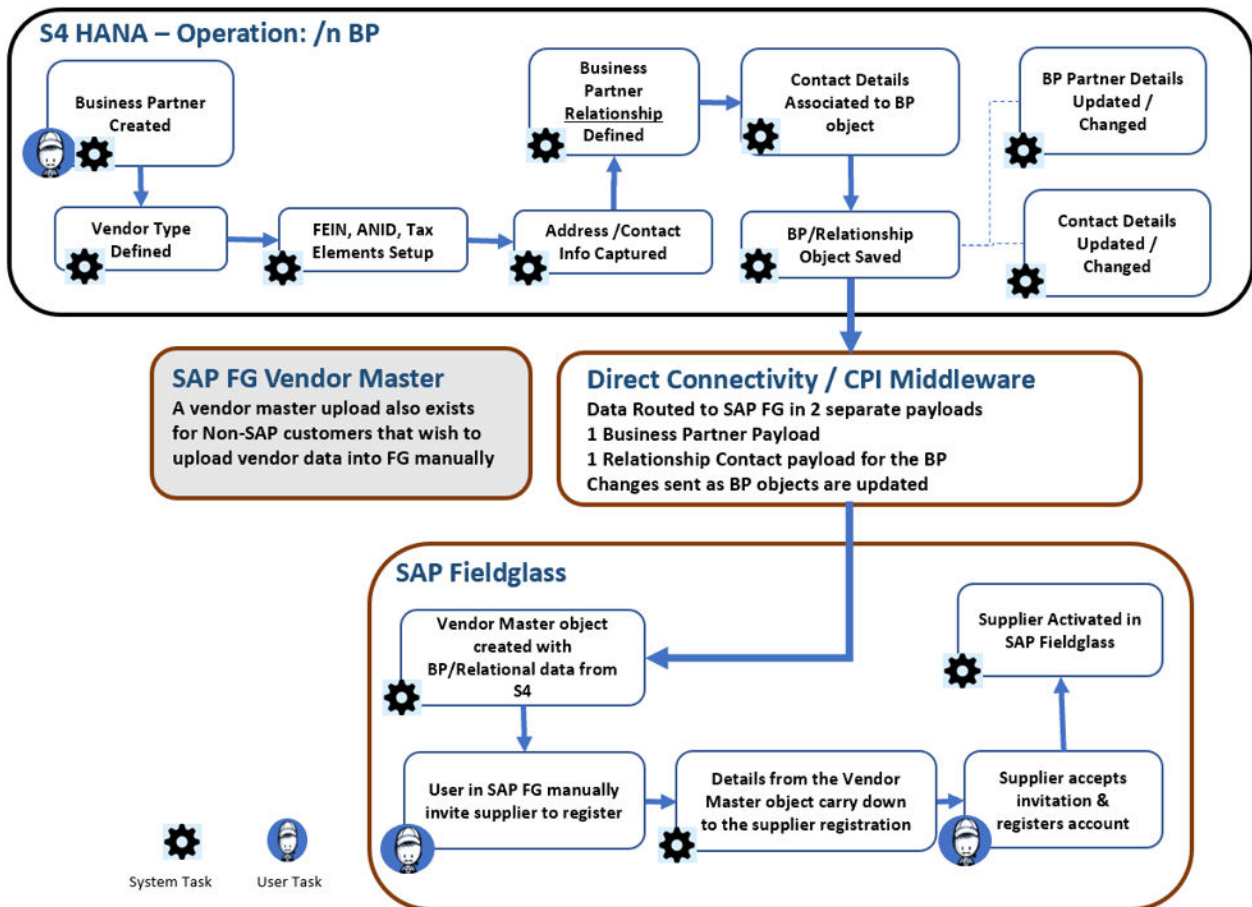 S4 HANA – Operation: /n BP
Business Partner
Created
Vendor Type
Defined
FEIN, ANID, Tax
Elements Setup
Address /Contact
Info Captured
Business
Partner
Relationship
Defined
Contact Details
Associated to BP
object
BP/Relationship
Object Saved
BP Partner Details
Updated /
Changed
Contact Details
Updated /
Changed
SAP FG Vendor Master
A vendor master upload also exists
for Non-SAP customers that wish to
upload vendor data into FG manually
Direct Connectivity / CPI Middleware
Data Routed to SAP FG in 2 separate payloads
1 Business Partner Payload
1 Relationship Contact payload for the BP
Changes sent as BP objects are updated
SAP Fieldglass
Vendor Master object
created with
BP/Relational data from
S4
User in SAP FG manually
invite supplier to register
Details from the Vendor
Master object carry down
to the supplier registration
Supplier accepts
invitation &
registers account
Supplier Activated in
SAP Fieldglass
System Task
User Task